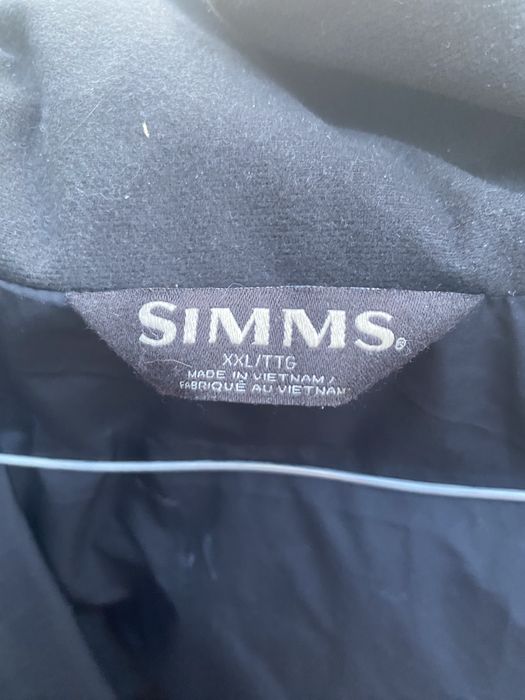 SIMMS®
XXL/TTG
MADE IN VIETNAM /
FABRIQUÉ AU VIETNAM